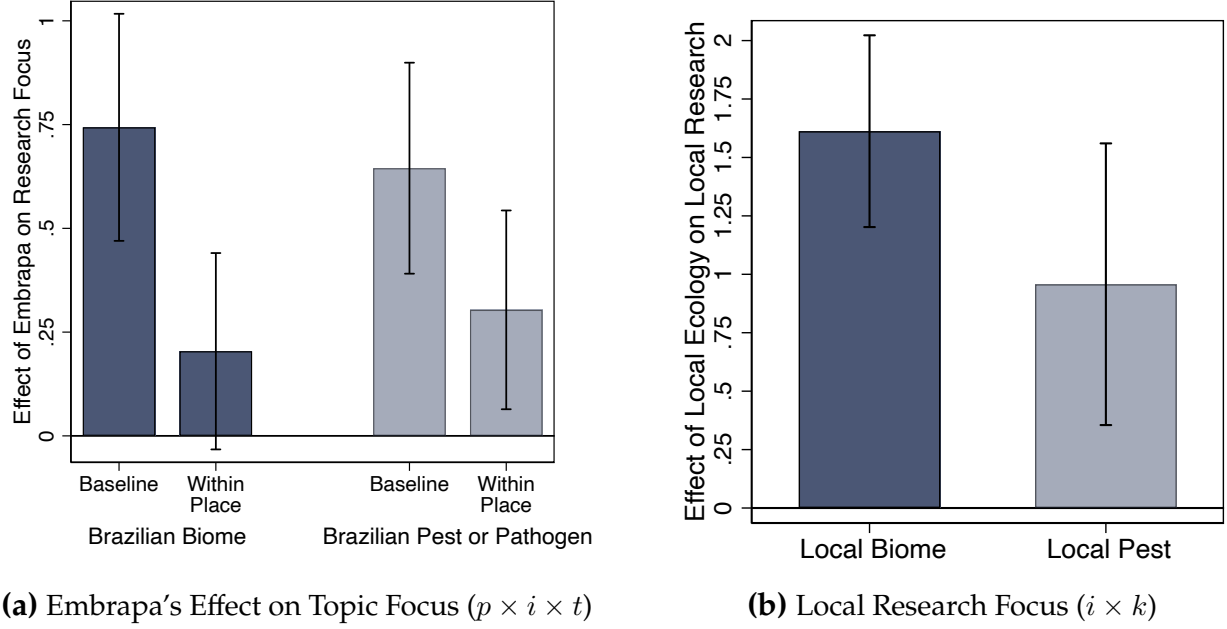 Effect of Embrapa on Research Focus
1
.75
.5
.25
0
Baseline
Within
Place
Baseline
Within
Place
Brazilian Biome
Brazilian Pest or Pathogen
(a) Embrapa's Effect on Topic Focus (p × i × t)
Effect of Local Ecology on Local Research
2
1.75
1.5
1.25
1
.75
.5
.25
0
Local Biome
Local Pest
(b) Local Research Focus (i × k)